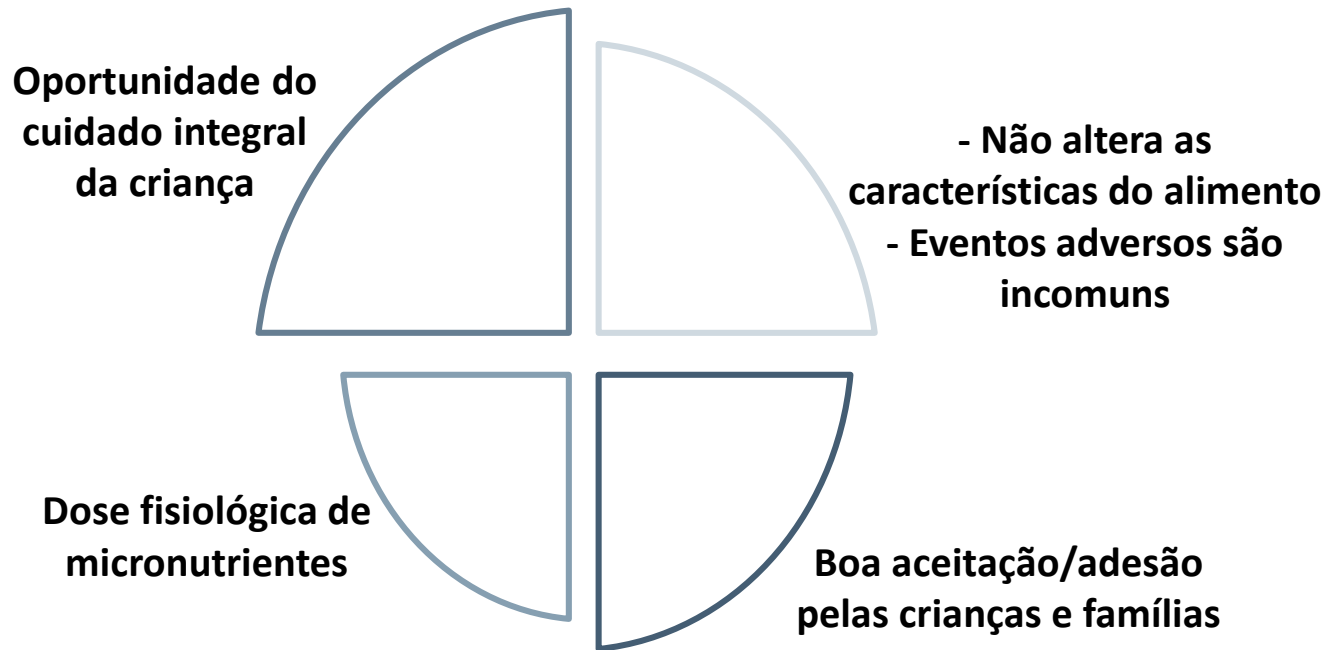 Oportunidade do
cuidado integral
da criança
- Não altera as
características do alimento
- Eventos adversos são
incomuns
Dose fisiológica de
micronutrientes
Boa aceitação/adesão
pelas crianças e famílias